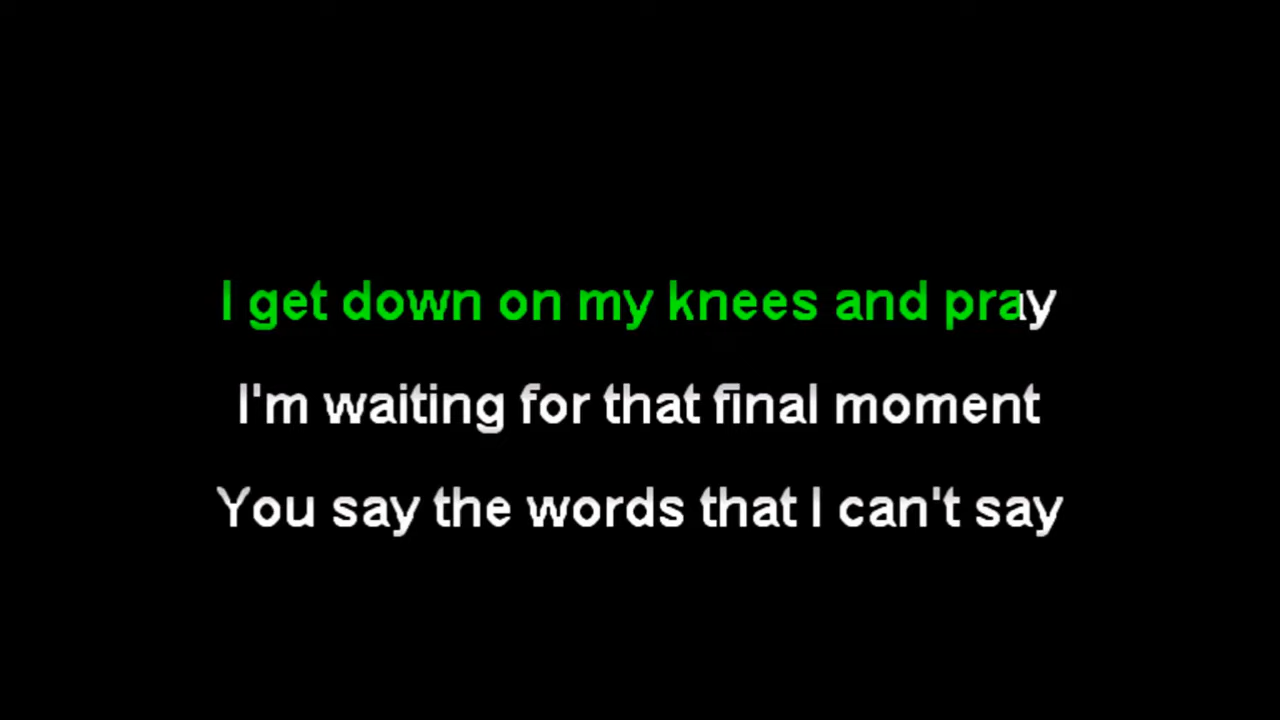 I get down on my knees and pray
I'm waiting for that final moment
You say the words that I can't say